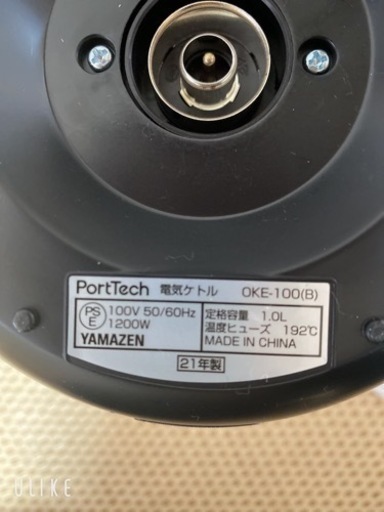 PortTech 電気ケトル OKE-100(B)
PS E 100V 50/60Hz 定格容量 1.0L
1200W 温度ヒューズ 192℃
YAMAZEN MADE IN CHINA
21年製
ULIKE